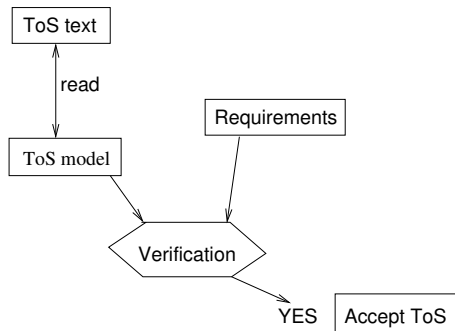 ToS text
read
Requirements
ToS model
Verification
YES
Accept ToS